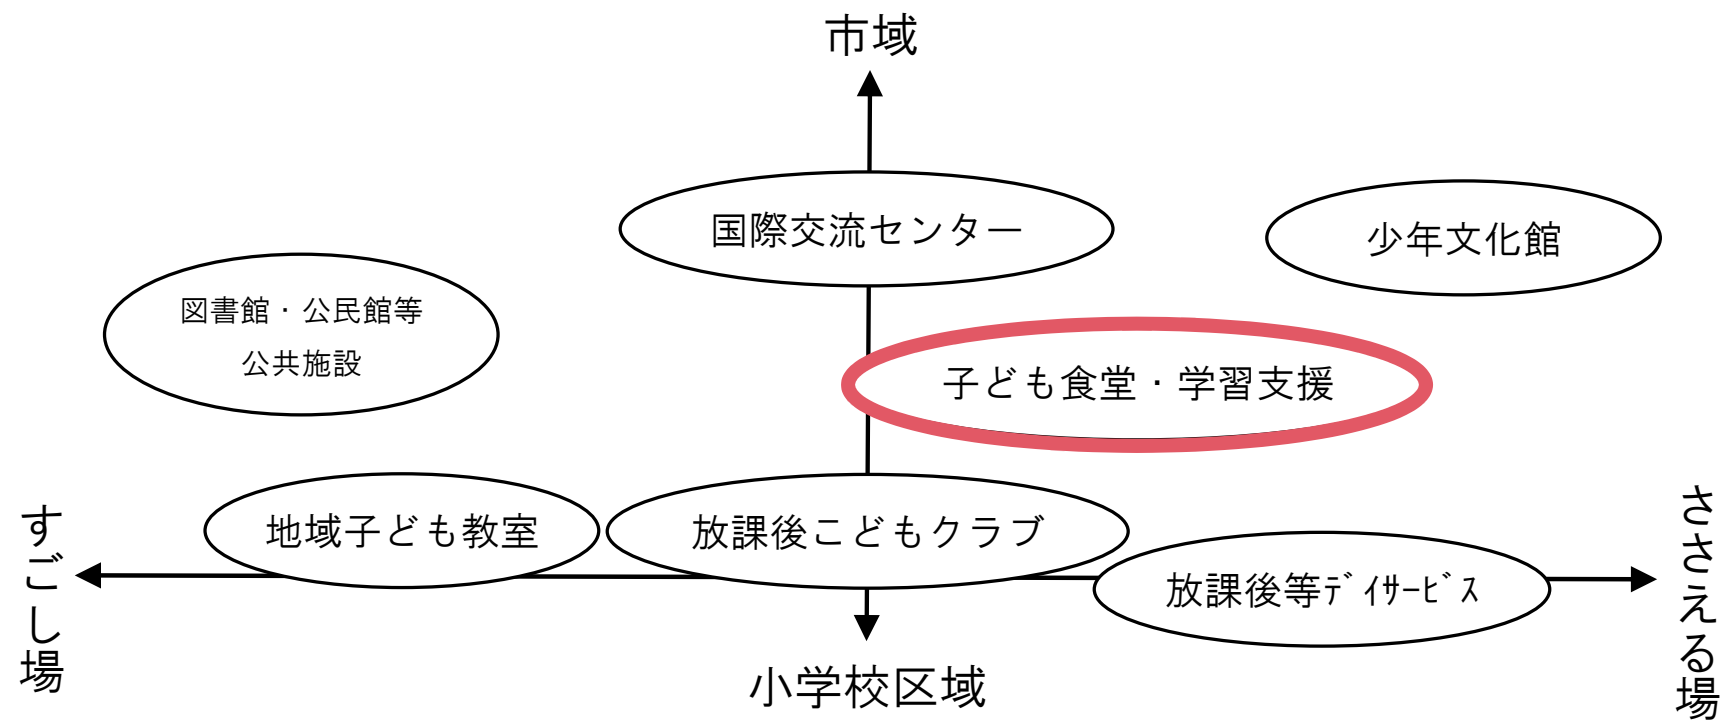 市域
国際交流センター
少年文化館
図書館・公民館等
公共施設
子ども食堂・学習支援
すごし場
地域子ども教室
放課後こどもクラブ
放課後等ﾃﾞｲｻｰﾋﾞｽ
ささえる場
小学校区域